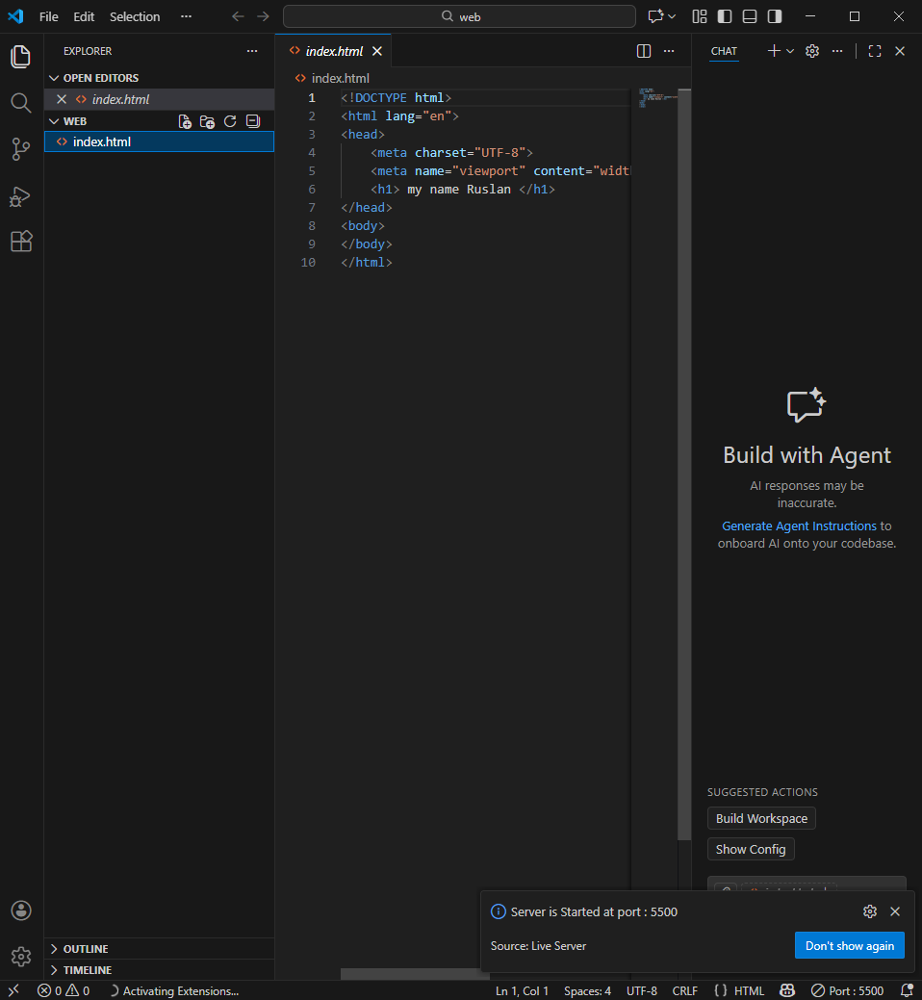 File Edit Selection ···
web
EXPLORER
OPEN EDITORS
index.html
WEB
index.html
OUTLINE
TIMELINE
index.html
index.html
1 <!DOCTYPE html>
2 <html lang="en">
3 <head>
4 <meta charset="UTF-8">
5 <meta name="viewport" content="widt
6 <h1> my name Ruslan </h1>
7 </head>
8 <body>
9 </body>
10 </html>
CHAT
Build with Agent
AI responses may be
inaccurate.
Generate Agent Instructions to
onboard AI onto your codebase.
SUGGESTED ACTIONS
Build Workspace
Show Config
Server is Started at port : 5500
Source: Live Server
Don't show again
0 0 Activating Extensions... Ln 1, Col 1 Spaces: 4 UTF-8 CRLF {} HTML Port : 5500